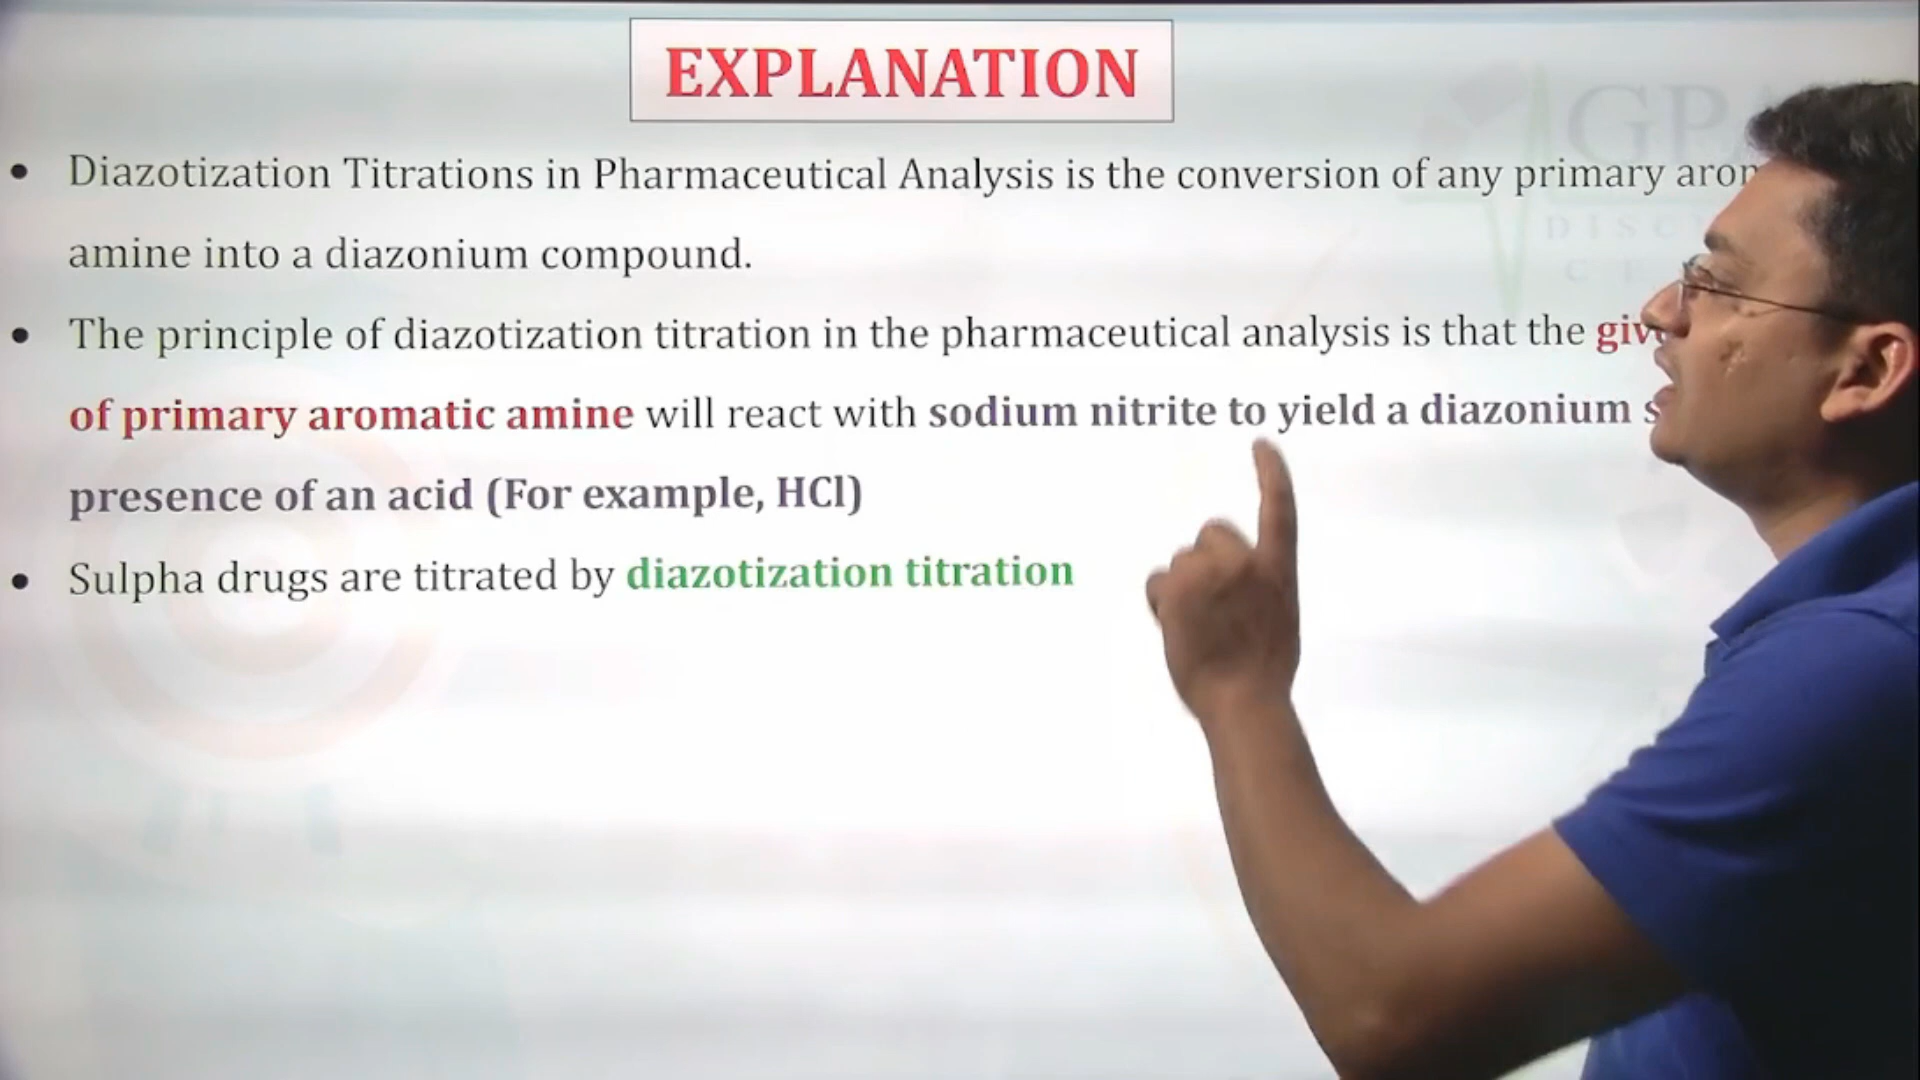 EXPLANATION
GPA
• Diazotization Titrations in Pharmaceutical Analysis is the conversion of any primary
DISC
amine into a diazonium compound.
C
• The principle of diazotization titration in the pharmaceutical analysis is that the
of primary aromatic amine will react with sodium nitrite to yield a diazonium
presence of an acid (For example, HCl)
• Sulpha drugs are titrated by diazotization titration